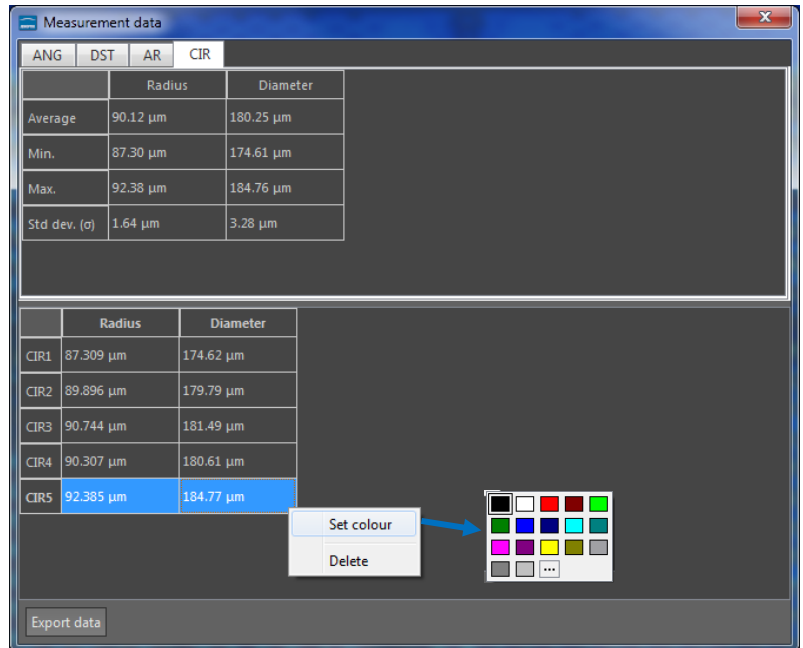 Measurement data
X
ANG DST AR CIR
Radius Diameter
Average 90.12 µm 180.25 µm
Min. 87.30 µm 174.61 µm
Max. 92.38 µm 184.76 µm
Std dev. (σ) 1.64 µm 3.28 µm
Radius Diameter
CIR1 87.309 µm 174.62 µm
CIR2 89.896 µm 179.79 µm
CIR3 90.744 µm 181.49 µm
CIR4 90.307 µm 180.61 µm
CIR5 92.385 µm 184.77 µm
Set colour
Delete
...
Export data